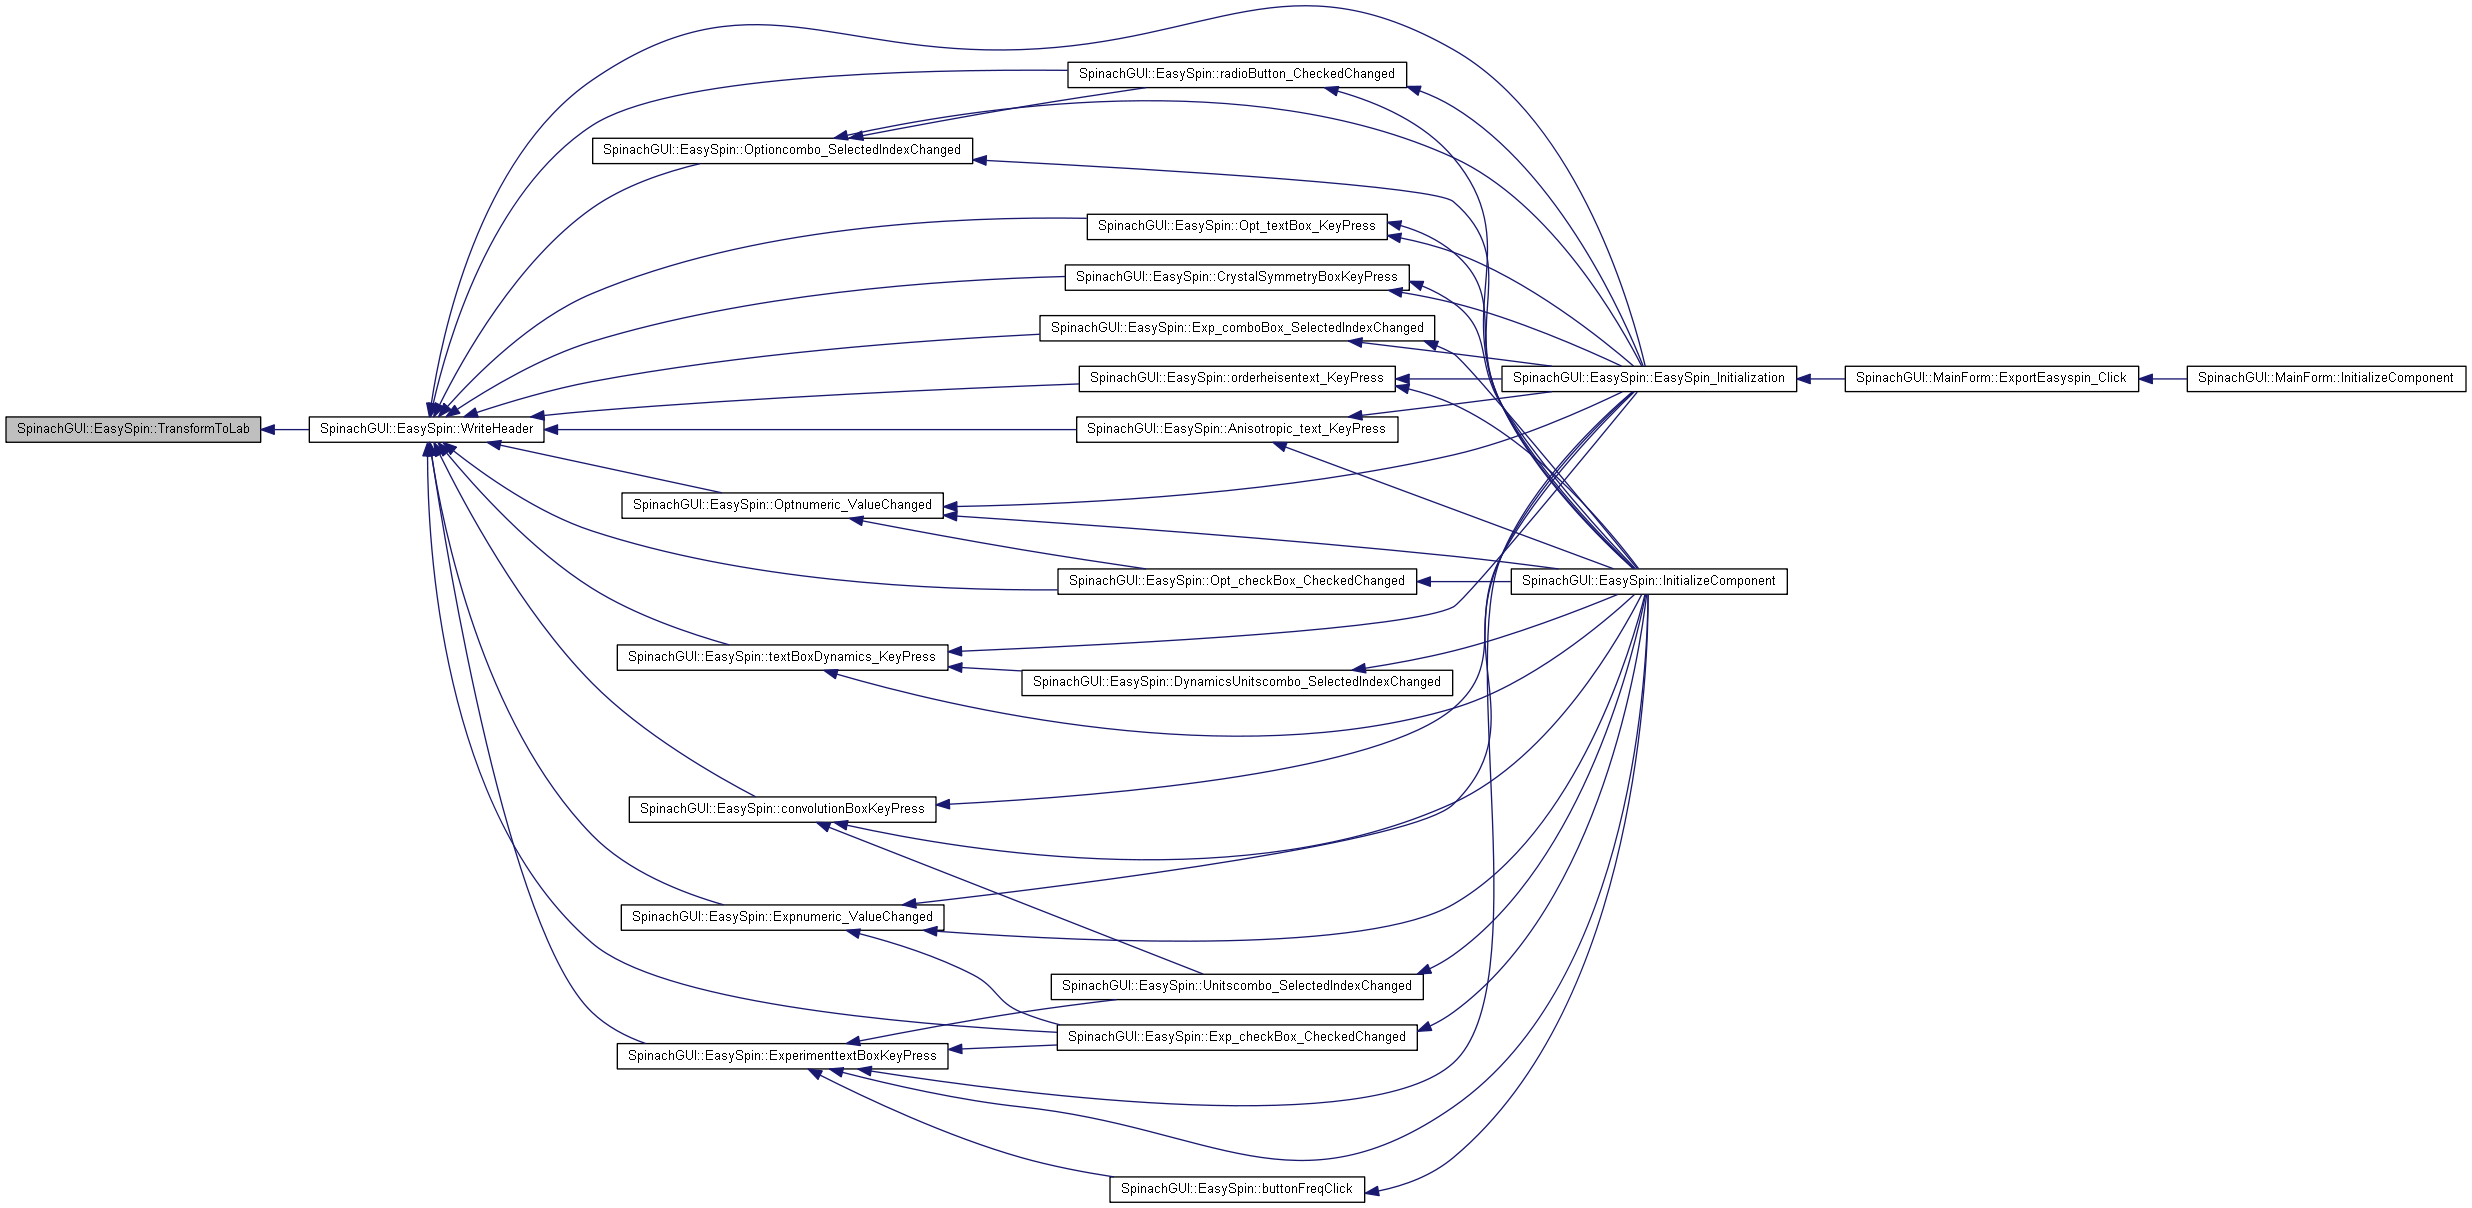 SpinachGUI::EasySpin::radioButton_CheckedChanged
SpinachGUI::EasySpin::Optioncombo_SelectedIndexChanged
SpinachGUI::EasySpin::Opt_textBox_KeyPress
SpinachGUI::EasySpin::CrystalSymmetryBoxKeyPress
SpinachGUI::EasySpin::Exp_comboBox_SelectedIndexChanged
SpinachGUI::EasySpin::orderheisentext_KeyPress
SpinachGUI::EasySpin::EasySpin_Initialization
SpinachGUI::MainForm::ExportEasyspin_Click
SpinachGUI::MainForm::InitializeComponent
SpinachGUI::EasySpin::TransformToLab
SpinachGUI::EasySpin::WriteHeader
SpinachGUI::EasySpin::Anisotropic_text_KeyPress
SpinachGUI::EasySpin::Optnumeric_ValueChanged
SpinachGUI::EasySpin::Opt_checkBox_CheckedChanged
SpinachGUI::EasySpin::InitializeComponent
SpinachGUI::EasySpin::textBoxDynamics_KeyPress
SpinachGUI::EasySpin::DynamicsUnitscombo_SelectedIndexChanged
SpinachGUI::EasySpin::convolutionBoxKeyPress
SpinachGUI::EasySpin::Expnumeric_ValueChanged
SpinachGUI::EasySpin::Unitscombo_SelectedIndexChanged
SpinachGUI::EasySpin::Exp_checkBox_CheckedChanged
SpinachGUI::EasySpin::ExperimenttextBoxKeyPress
SpinachGUI::EasySpin::buttonFreqClick